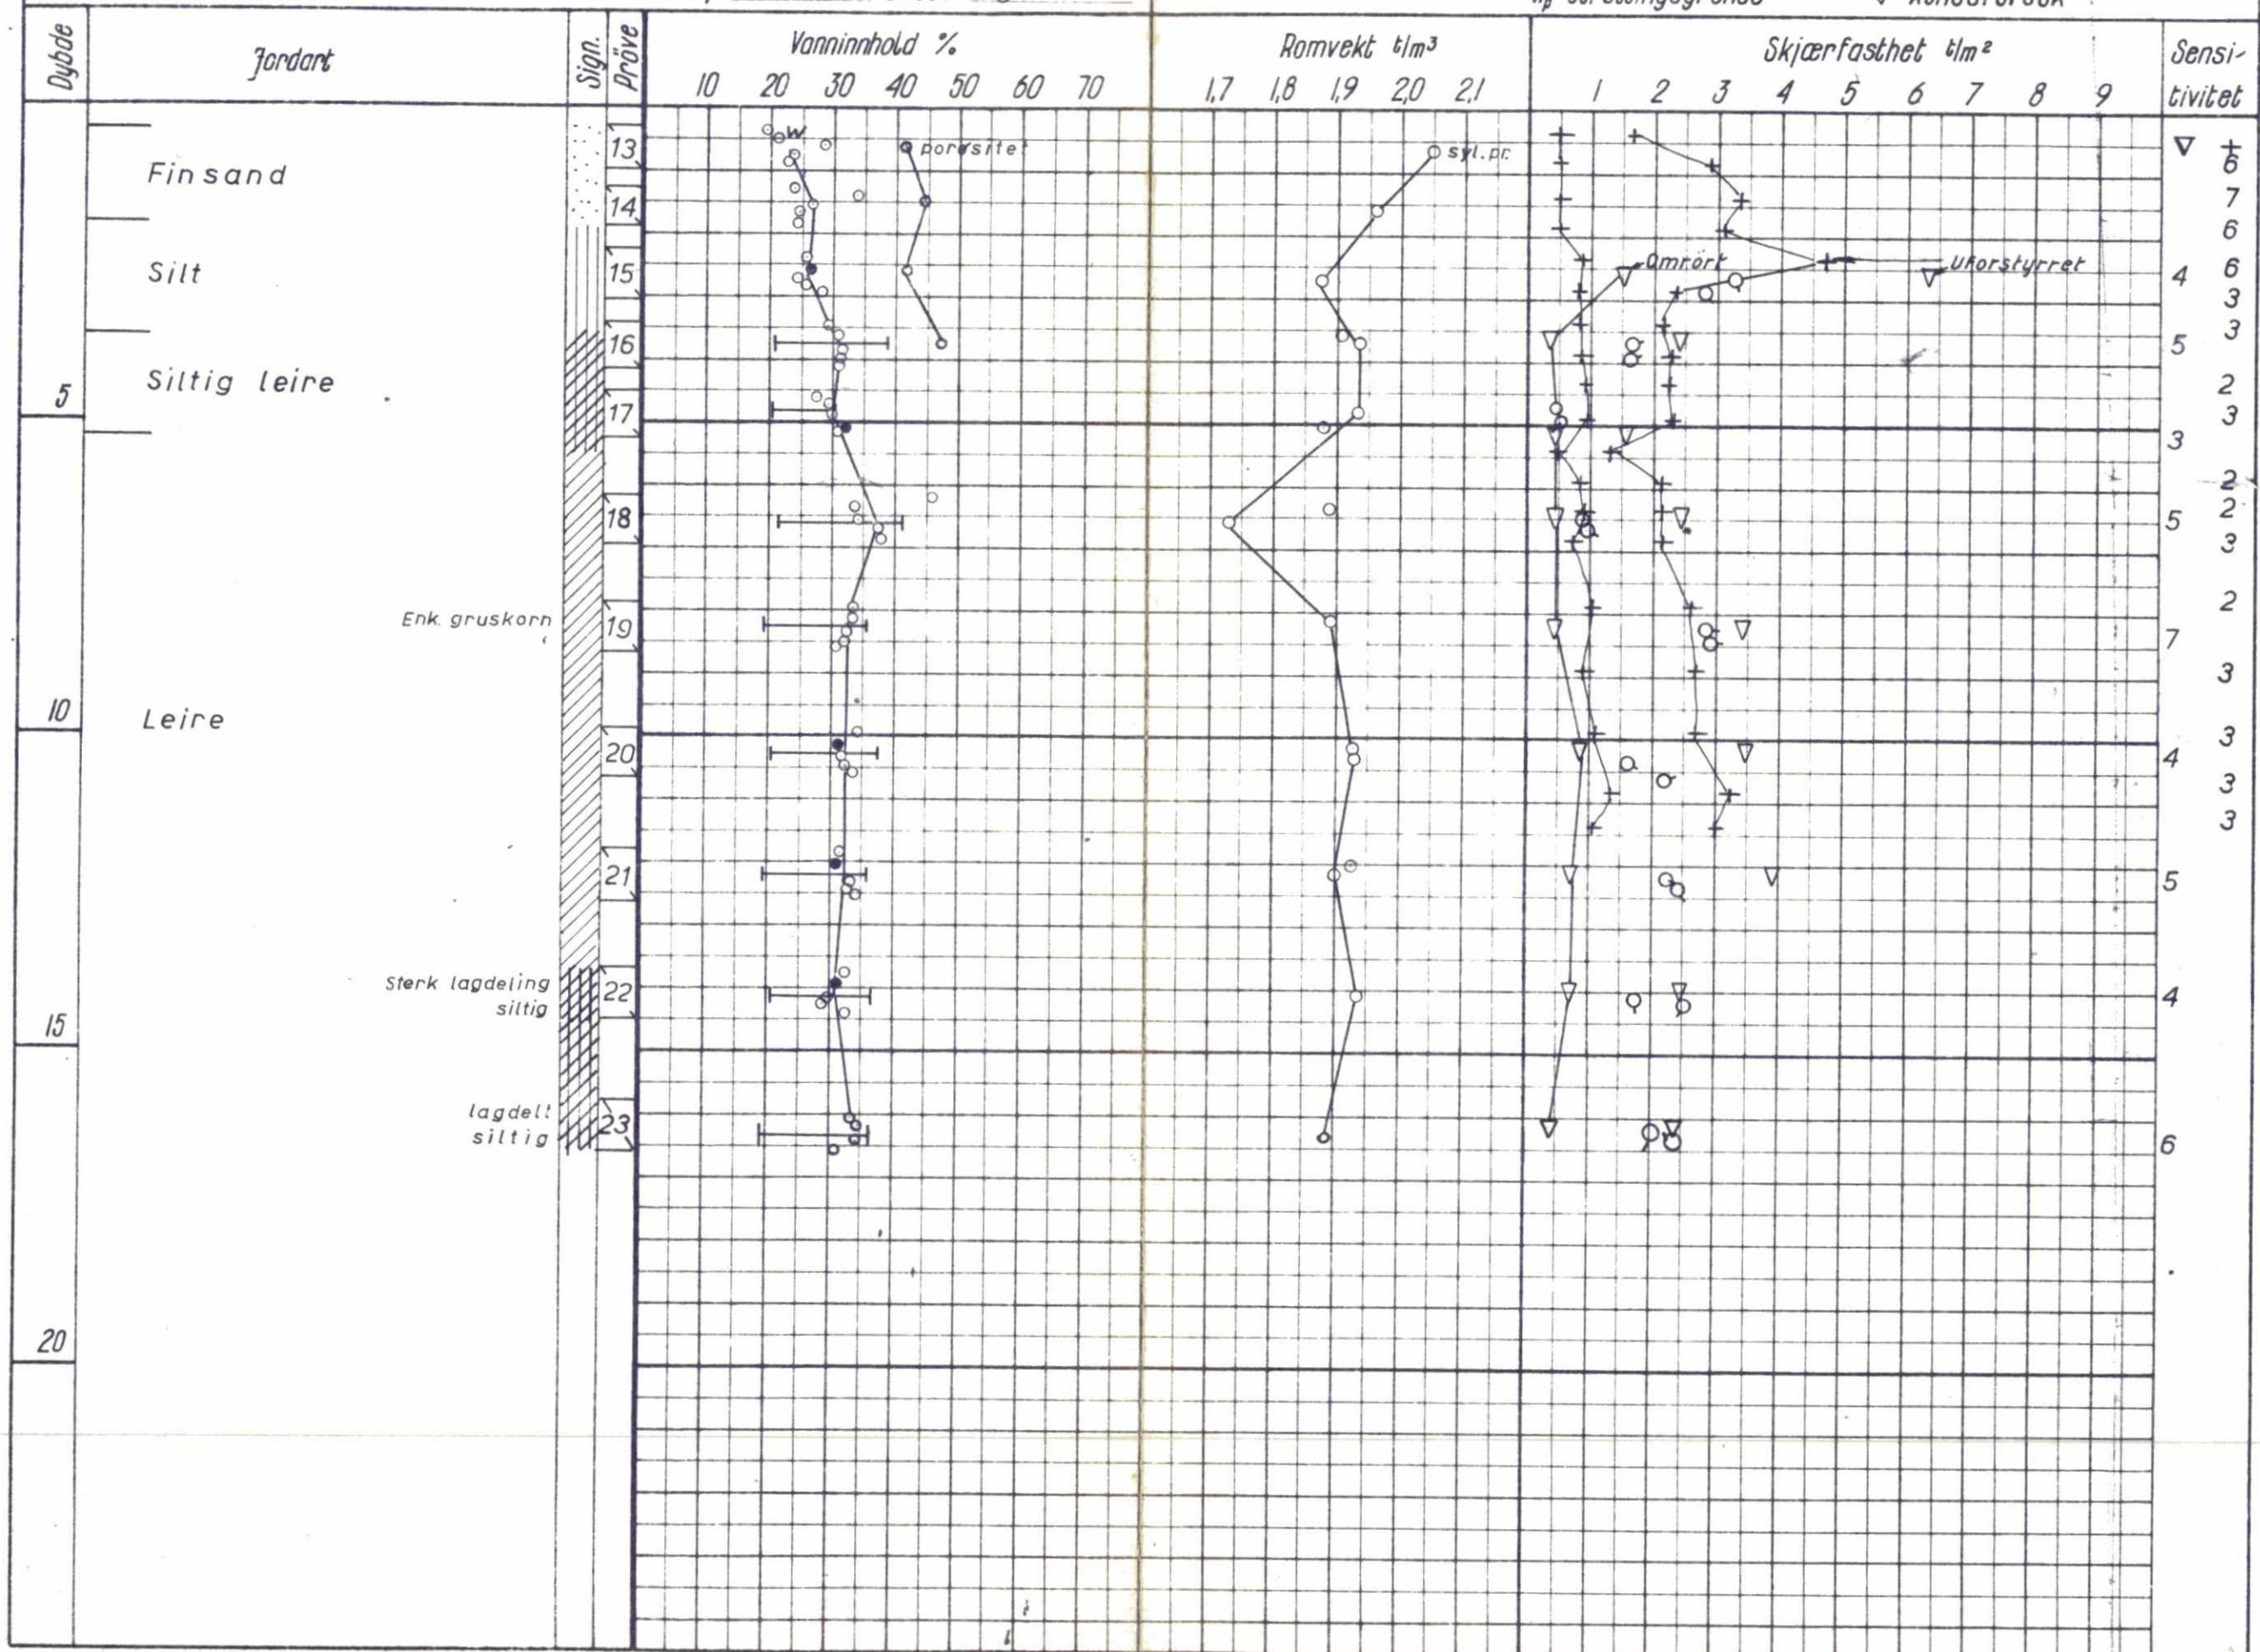 Dybde Jordart Sign. Pröve Vanninnhold % Romvekt t/m³ Skjærfasthet t/m² Sensi-
tivitet
10 20 30 40 50 60 70 1,7 1,8 1,9 2,0 2,1 1 2 3 4 5 6 7 8 9
13 w porøsitet syl.pr. ▽ +
6
Finsand
14 7
6
Silt 15 Omrört Uforstyrret 4 6
3
3
16 5
Siltig leire 2
5 17 3
3
2
18 5 2
3
2
Enk. gruskorn 19 7
3
10 Leire 3
20 4
3
3
21 5
Sterk lagdeling 22 4
siltig
15
lagdelt 23
siltig 6
20